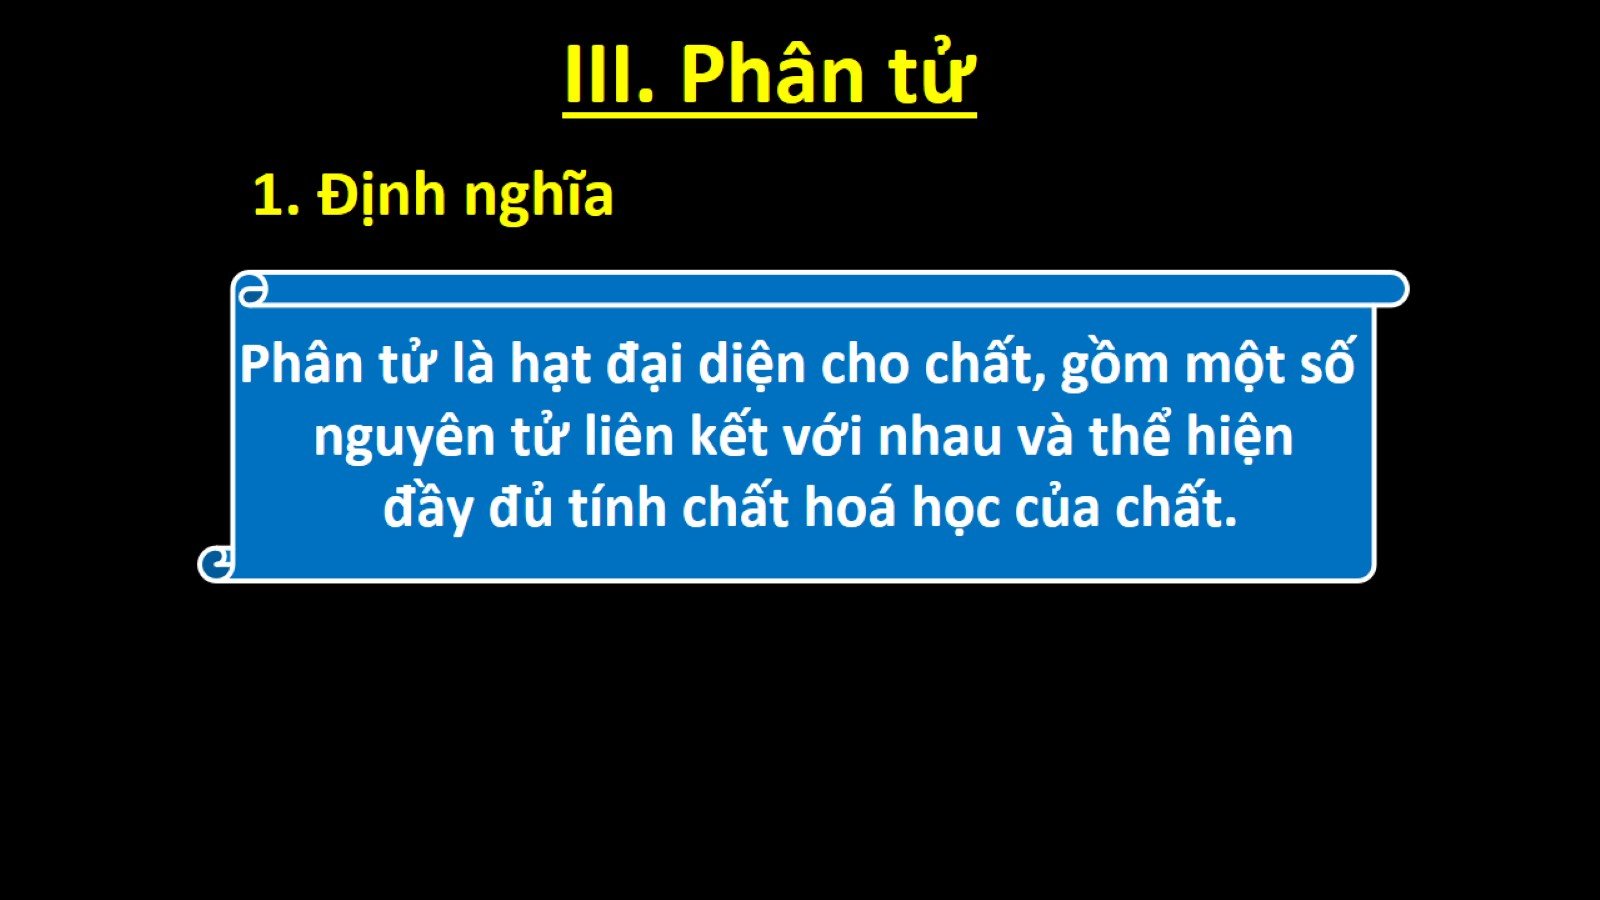 III. Phân tử
1. Định nghĩa
Phân tử là hạt đại diện cho chất, gồm một số
nguyên tử liên kết với nhau và thể hiện
đầy đủ tính chất hoá học của chất.